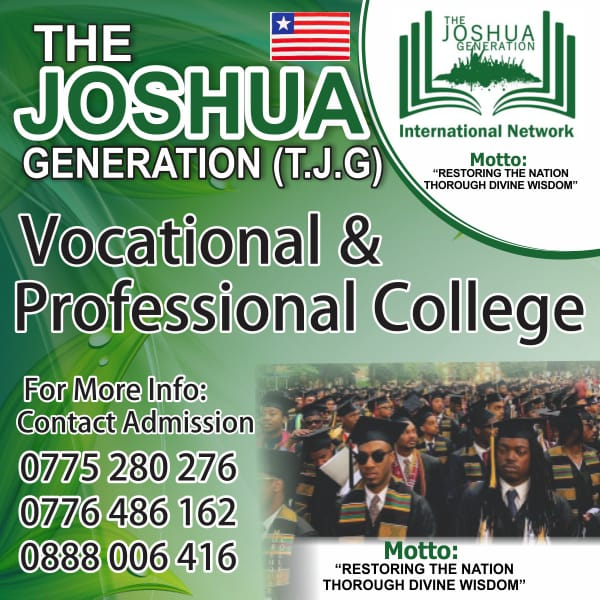 THE
JOSHUA
GENERATION (T.J.G)
THE
JOSHUA
GENERATION
International Network
Motto:
“RESTORING THE NATION
THOROUGH DIVINE WISDOM”
Vocational &
Professional College
For More Info:
Contact Admission
0775 280 276
0776 486 162
0888 006 416
Motto:
“RESTORING THE NATION
THOROUGH DIVINE WISDOM”